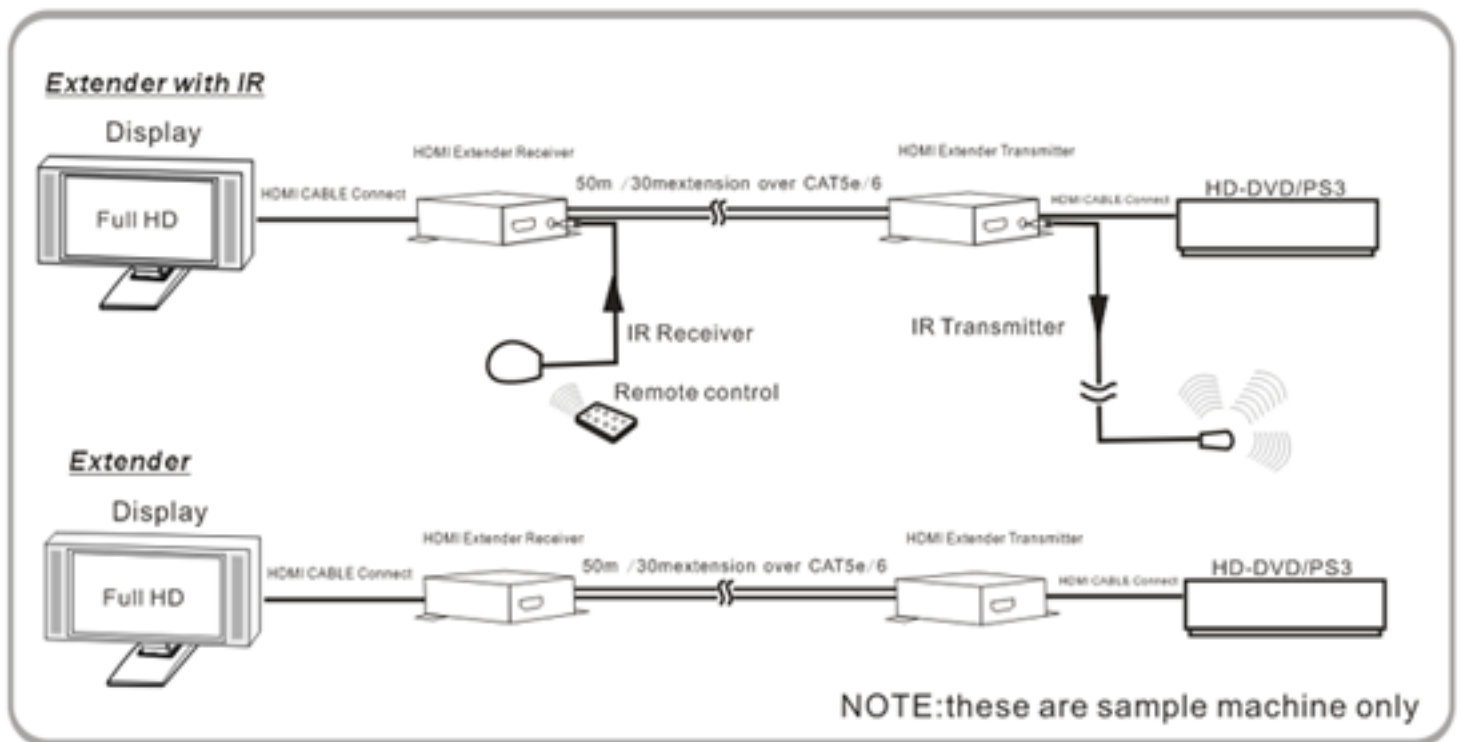 Extender with IR
Display
HDMI Extender Receiver
HDMI Extender Transmitter
HDMI CABLE Connect
50m /30mextension over CAT5e/6
HDMI CABLE Connect
HD-DVD/PS3
Full HD
IR Receiver
IR Transmitter
Remote control
Extender
Display
HDMI Extender Receiver
HDMI Extender Transmitter
HDMI CABLE Connect
50m /30mextension over CAT5e/6
HDMI CABLE Connect
HD-DVD/PS3
Full HD
NOTE:these are sample machine only